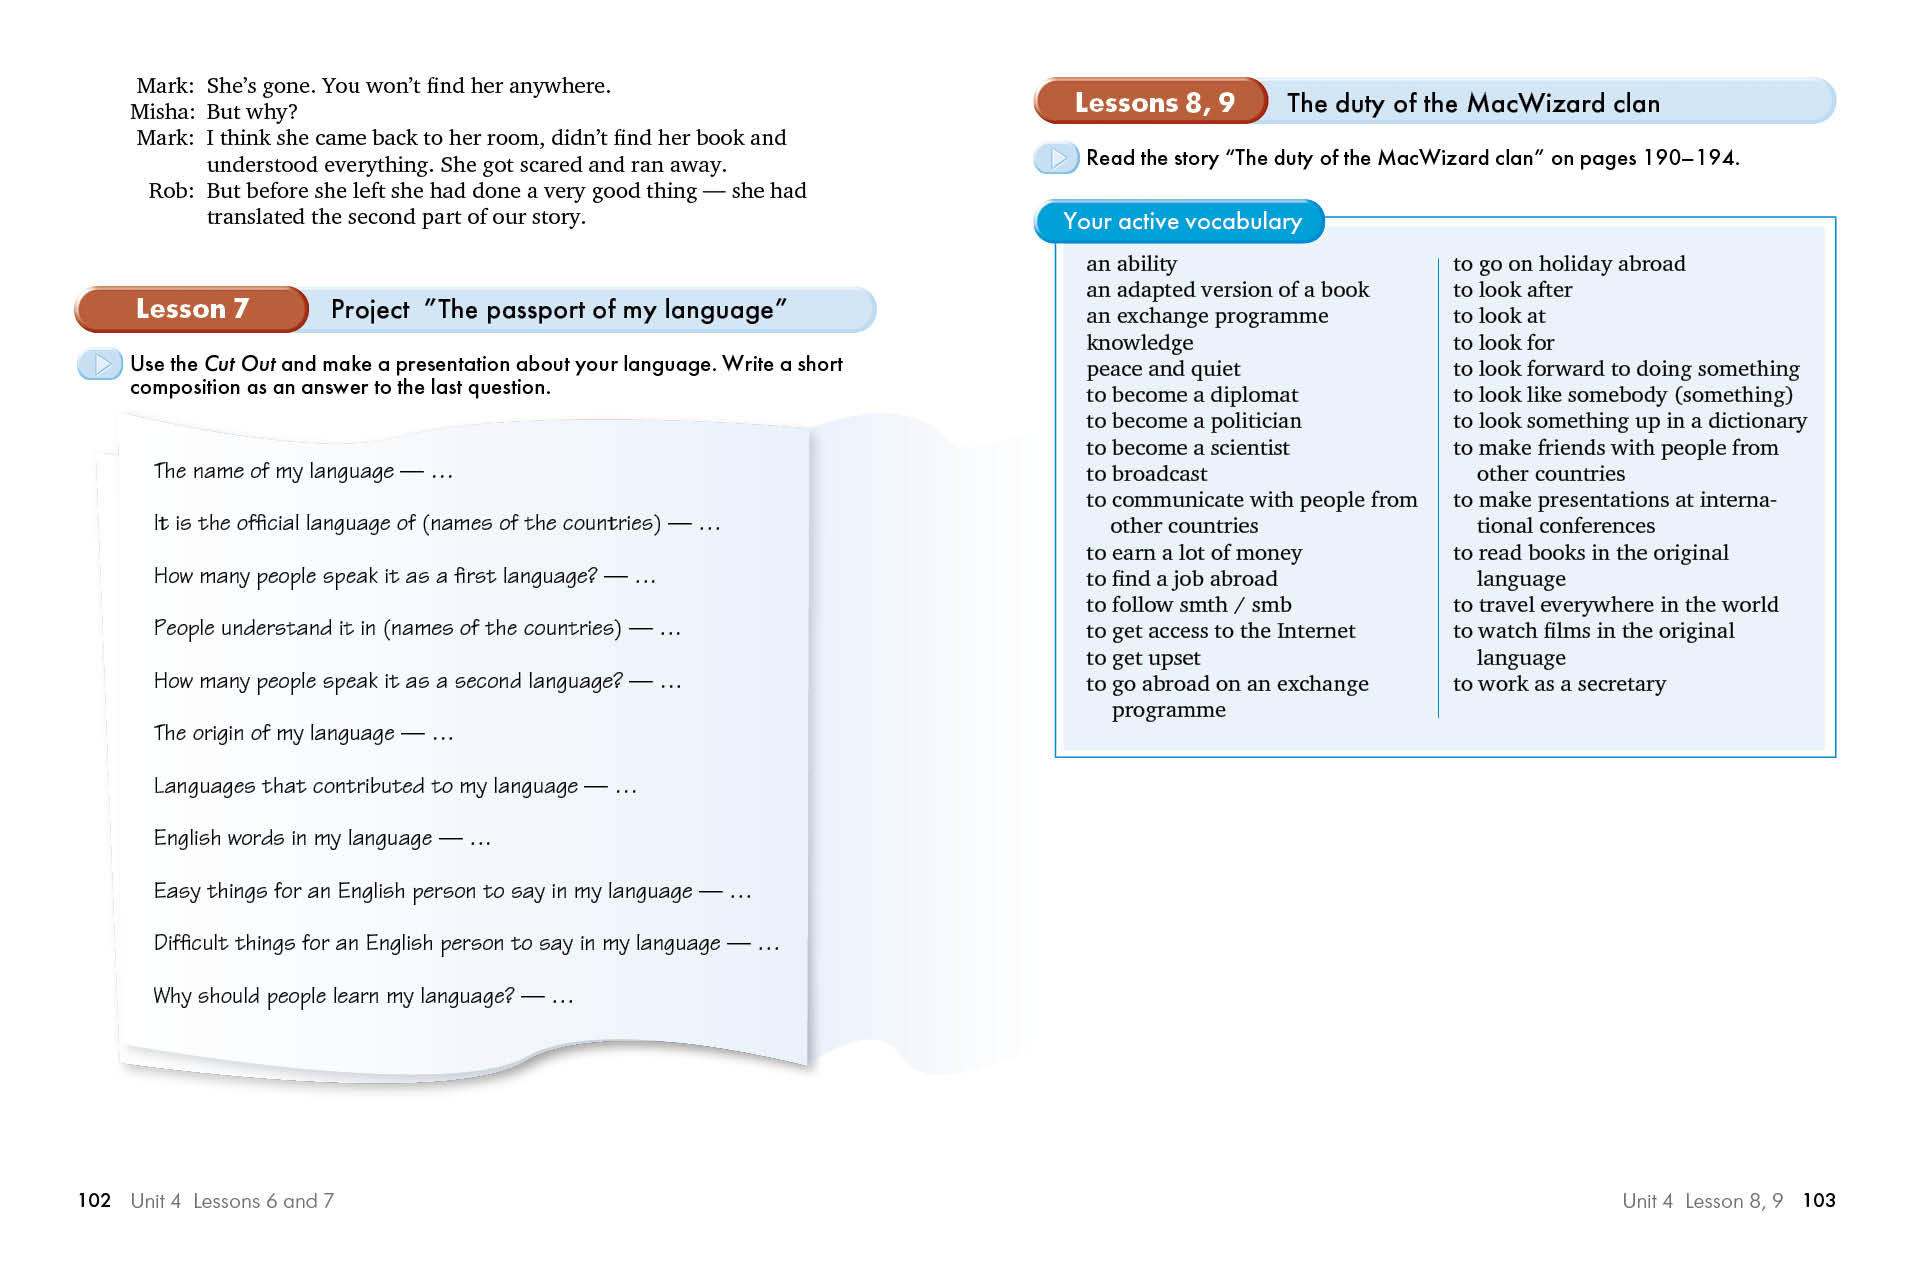 Mark: She’s gone. You won’t find her anywhere.
Misha: But why?
Mark: I think she came back to her room, didn’t find her book and
understood everything. She got scared and ran away.
Rob: But before she left she had done a very good thing — she had
translated the second part of our story.
Lesson 7 Project ”The passport of my language”
Use the Cut Out and make a presentation about your language. Write a short
composition as an answer to the last question.
The name of my language — …
It is the official language of (names of the countries) — …
How many people speak it as a first language? — …
People understand it in (names of the countries) — …
How many people speak it as a second language? — …
The origin of my language — …
Languages that contributed to my language — …
English words in my language — …
Easy things for an English person to say in my language — …
Difficult things for an English person to say in my language — …
Why should people learn my language? — …
102 Unit 4 Lessons 6 and 7
Lessons 8, 9 The duty of the MacWizard clan
Read the story “The duty of the MacWizard clan” on pages 190–194.
Your active vocabulary
an ability
an adapted version of a book
an exchange programme
knowledge
peace and quiet
to become a diplomat
to become a politician
to become a scientist
to broadcast
to communicate with people from
other countries
to earn a lot of money
to find a job abroad
to follow smth / smb
to get access to the Internet
to get upset
to go abroad on an exchange
programme
to go on holiday abroad
to look after
to look at
to look for
to look forward to doing something
to look like somebody (something)
to look something up in a dictionary
to make friends with people from
other countries
to make presentations at interna-
tional conferences
to read books in the original
language
to travel everywhere in the world
to watch films in the original
language
to work as a secretary
Unit 4 Lesson 8, 9 103